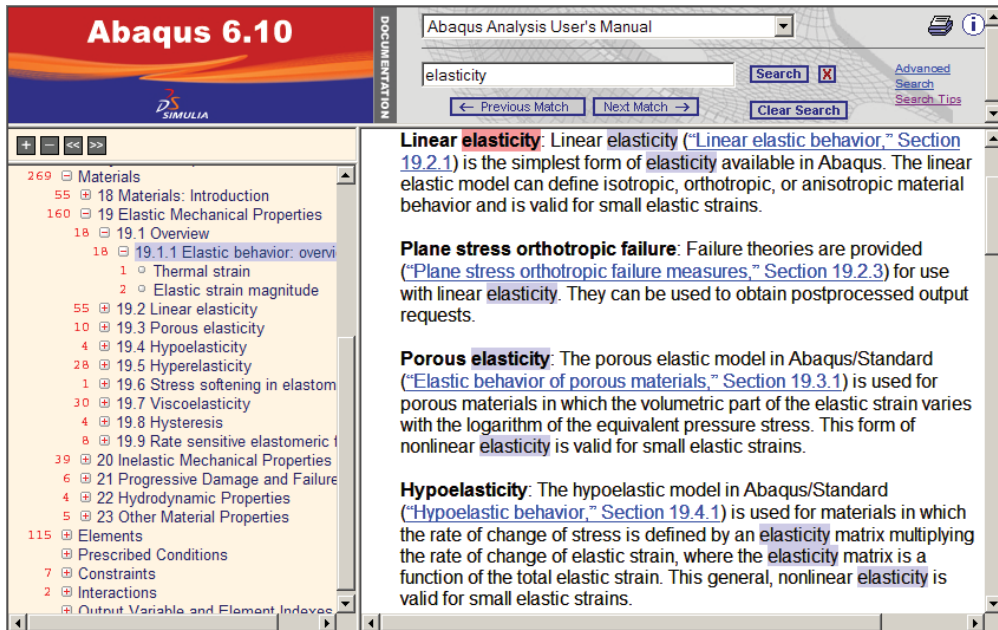 Abaqus 6.10
DS
SIMULIA
DOCUMENTATION
Abaqus Analysis User's Manual
elasticity
Search
X
Advanced
Search
Search Tips
← Previous Match
Next Match →
Clear Search
i
+ − << >>
269 Materials
55 18 Materials: Introduction
160 19 Elastic Mechanical Properties
18 19.1 Overview
18 19.1.1 Elastic behavior: overvi
1 Thermal strain
2 Elastic strain magnitude
55 19.2 Linear elasticity
10 19.3 Porous elasticity
4 19.4 Hypoelasticity
28 19.5 Hyperelasticity
1 19.6 Stress softening in elastom
30 19.7 Viscoelasticity
4 19.8 Hysteresis
8 19.9 Rate sensitive elastomeric f
39 20 Inelastic Mechanical Properties
6 21 Progressive Damage and Failure
4 22 Hydrodynamic Properties
5 23 Other Material Properties
115 Elements
Prescribed Conditions
7 Constraints
2 Interactions
Output Variable and Element Indexes
Linear elasticity: Linear elasticity (“Linear elastic behavior,” Section
19.2.1) is the simplest form of elasticity available in Abaqus. The linear
elastic model can define isotropic, orthotropic, or anisotropic material
behavior and is valid for small elastic strains.
Plane stress orthotropic failure: Failure theories are provided
(“Plane stress orthotropic failure measures,” Section 19.2.3) for use
with linear elasticity. They can be used to obtain postprocessed output
requests.
Porous elasticity: The porous elastic model in Abaqus/Standard
(“Elastic behavior of porous materials,” Section 19.3.1) is used for
porous materials in which the volumetric part of the elastic strain varies
with the logarithm of the equivalent pressure stress. This form of
nonlinear elasticity is valid for small elastic strains.
Hypoelasticity: The hypoelastic model in Abaqus/Standard
(“Hypoelastic behavior,” Section 19.4.1) is used for materials in which
the rate of change of stress is defined by an elasticity matrix multiplying
the rate of change of elastic strain, where the elasticity matrix is a
function of the total elastic strain. This general, nonlinear elasticity is
valid for small elastic strains.